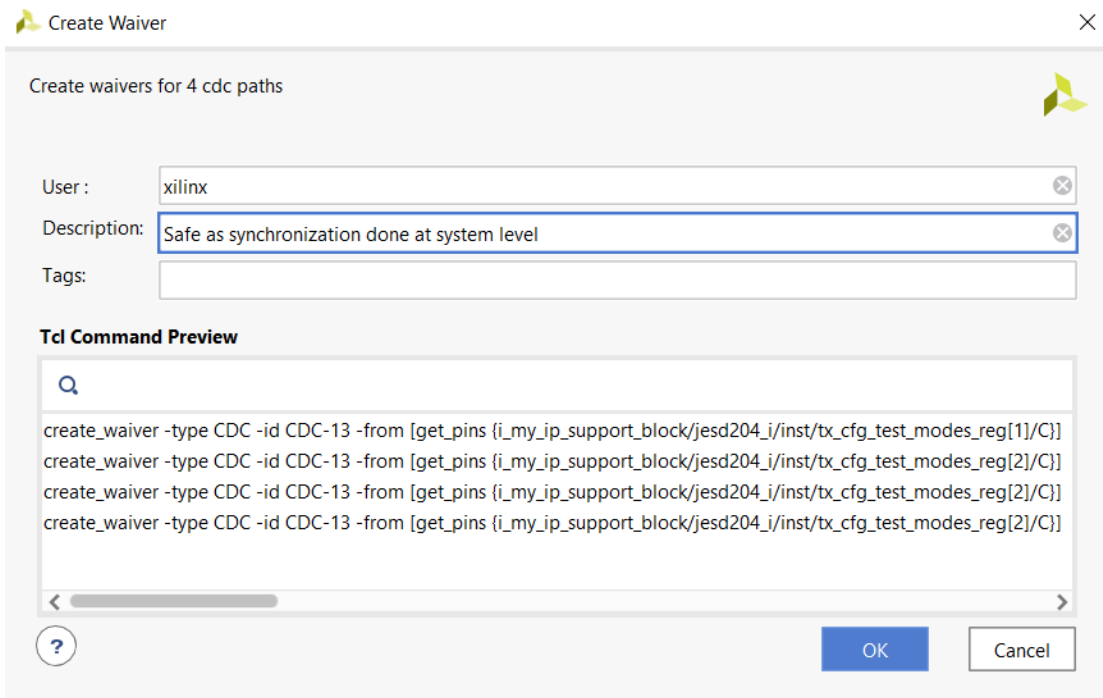 Create Waiver
Create waivers for 4 cdc paths
User : xilinx
Description: Safe as synchronization done at system level
Tags:
Tcl Command Preview
create_waiver -type CDC -id CDC-13 -from [get_pins {i_my_ip_support_block/jesd204_i/inst/tx_cfg_test_modes_reg[1]/C}]
create_waiver -type CDC -id CDC-13 -from [get_pins {i_my_ip_support_block/jesd204_i/inst/tx_cfg_test_modes_reg[2]/C}]
create_waiver -type CDC -id CDC-13 -from [get_pins {i_my_ip_support_block/jesd204_i/inst/tx_cfg_test_modes_reg[2]/C}]
create_waiver -type CDC -id CDC-13 -from [get_pins {i_my_ip_support_block/jesd204_i/inst/tx_cfg_test_modes_reg[2]/C}]
? OK Cancel